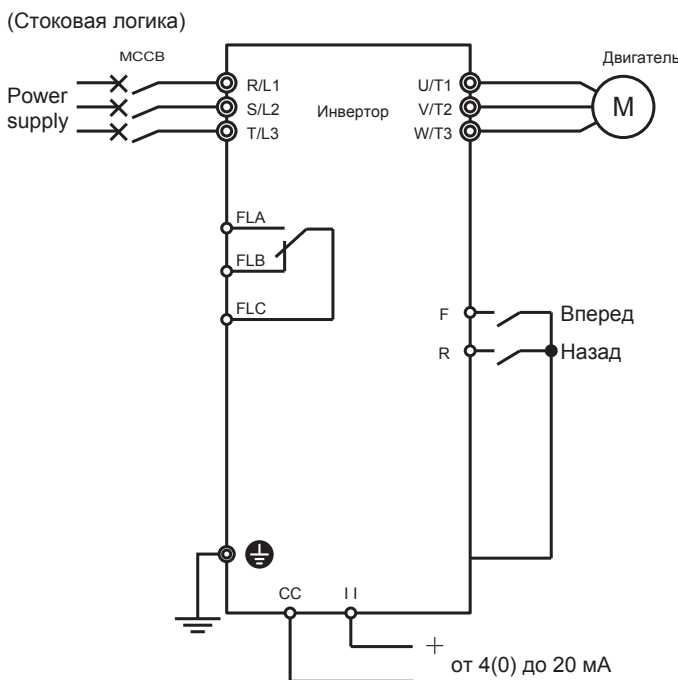 (Стоковая логика)
MCCB
Двигатель
Power
supply
R/L1
S/L2
T/L3
Инвертор
U/T1
V/T2
W/T3
M
FLA
FLB
FLC
F
Вперед
R
Назад
CC
I I
+
от 4(0) до 20 мА